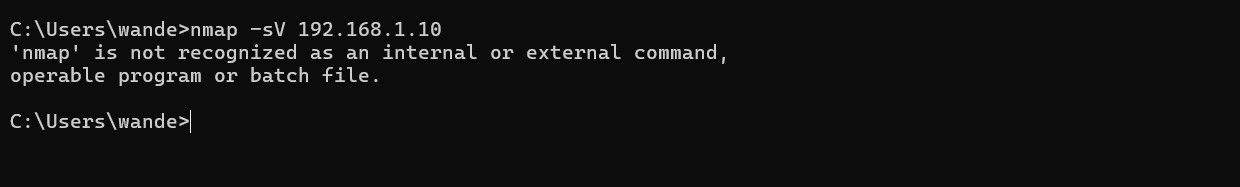 C:\Users\wande>nmap -sV 192.168.1.10
'nmap' is not recognized as an internal or external command,
operable program or batch file.
C:\Users\wande>